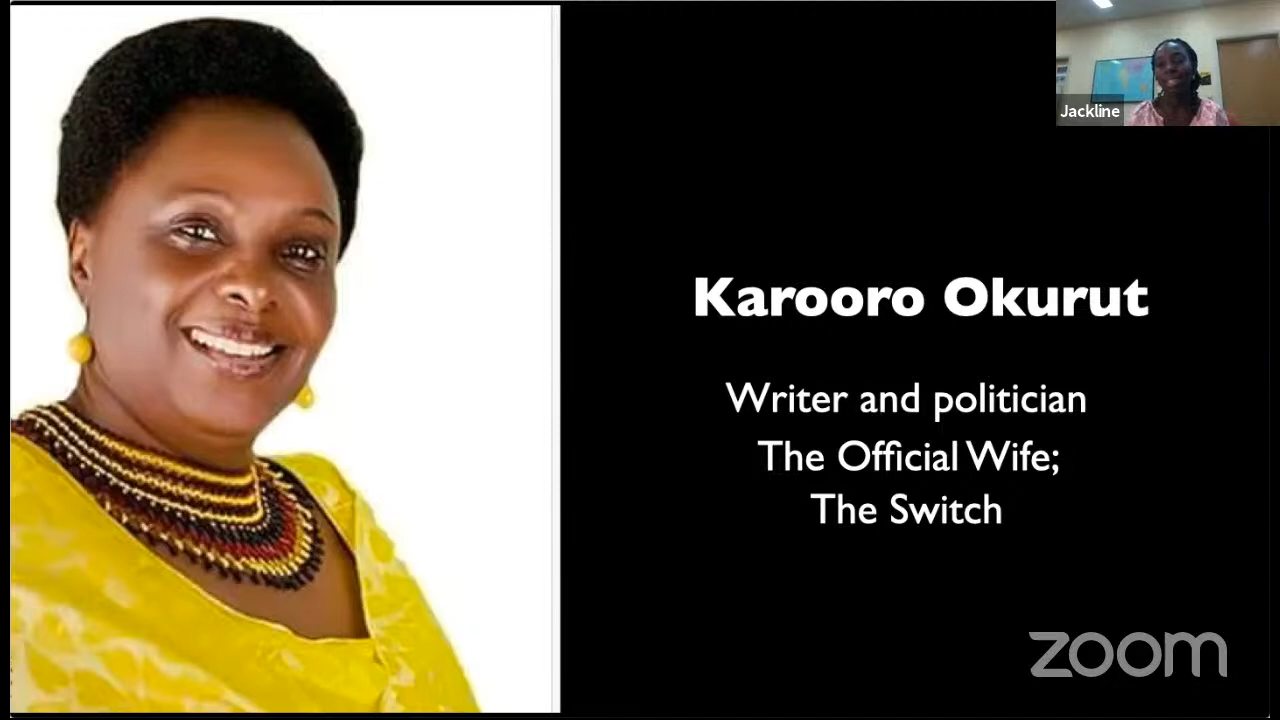 Jackline
Karooro Okurut
Writer and politician
The Official Wife;
The Switch
zoom